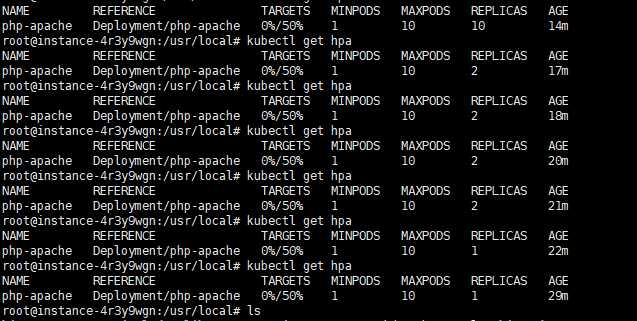 NAME REFERENCE TARGETS MINPODS MAXPODS REPLICAS AGE
php-apache Deployment/php-apache 0%/50% 1 10 10 14m
root@instance-4r3y9wgn:/usr/local# kubectl get hpa
NAME REFERENCE TARGETS MINPODS MAXPODS REPLICAS AGE
php-apache Deployment/php-apache 0%/50% 1 10 2 17m
root@instance-4r3y9wgn:/usr/local# kubectl get hpa
NAME REFERENCE TARGETS MINPODS MAXPODS REPLICAS AGE
php-apache Deployment/php-apache 0%/50% 1 10 2 18m
root@instance-4r3y9wgn:/usr/local# kubectl get hpa
NAME REFERENCE TARGETS MINPODS MAXPODS REPLICAS AGE
php-apache Deployment/php-apache 0%/50% 1 10 2 20m
root@instance-4r3y9wgn:/usr/local# kubectl get hpa
NAME REFERENCE TARGETS MINPODS MAXPODS REPLICAS AGE
php-apache Deployment/php-apache 0%/50% 1 10 2 21m
root@instance-4r3y9wgn:/usr/local# kubectl get hpa
NAME REFERENCE TARGETS MINPODS MAXPODS REPLICAS AGE
php-apache Deployment/php-apache 0%/50% 1 10 1 22m
root@instance-4r3y9wgn:/usr/local# kubectl get hpa
NAME REFERENCE TARGETS MINPODS MAXPODS REPLICAS AGE
php-apache Deployment/php-apache 0%/50% 1 10 1 29m
root@instance-4r3y9wgn:/usr/local# ls